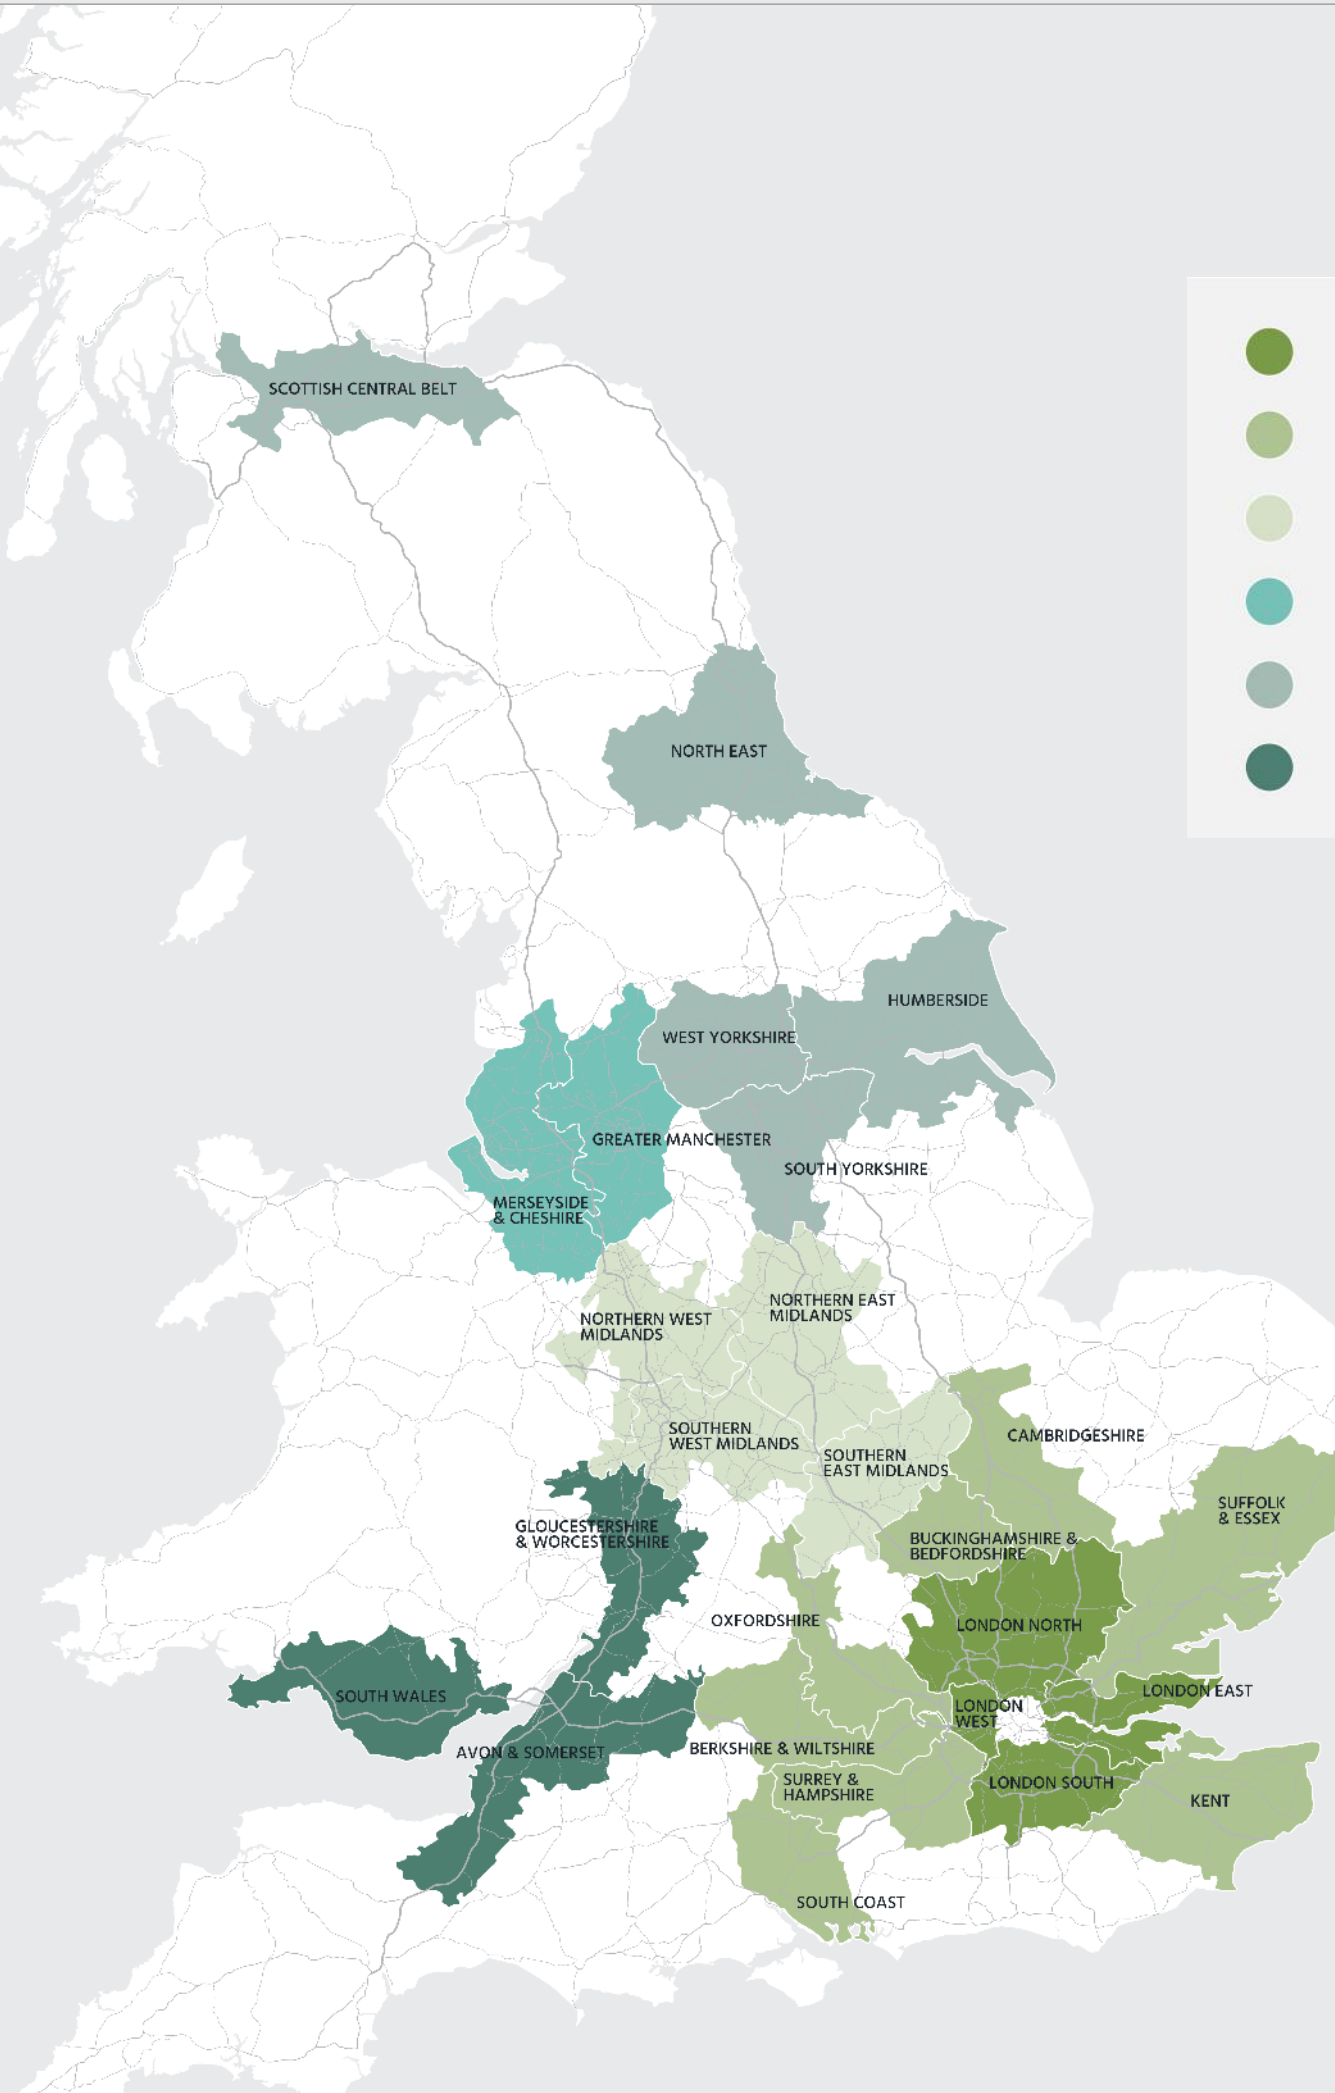 SCOTTISH CENTRAL BELT
NORTH EAST
HUMBERSIDE
WEST YORKSHIRE
GREATER MANCHESTER
SOUTH YORKSHIRE
MERSEYSIDE
& CHESHIRE
NORTHERN EAST
MIDLANDS
NORTHERN WEST
MIDLANDS
SOUTHERN
WEST MIDLANDS
CAMBRIDGESHIRE
SOUTHERN
EAST MIDLANDS
SUFFOLK
& ESSEX
GLOUCESTERSHIRE
& WORCESTERSHIRE
BUCKINGHAMSHIRE &
BEDFORDSHIRE
OXFORDSHIRE
LONDON NORTH
SOUTH WALES
LONDON EAST
LONDON
WEST
AVON & SOMERSET
BERKSHIRE & WILTSHIRE
SURREY &
HAMPSHIRE
LONDON SOUTH
KENT
SOUTH COAST